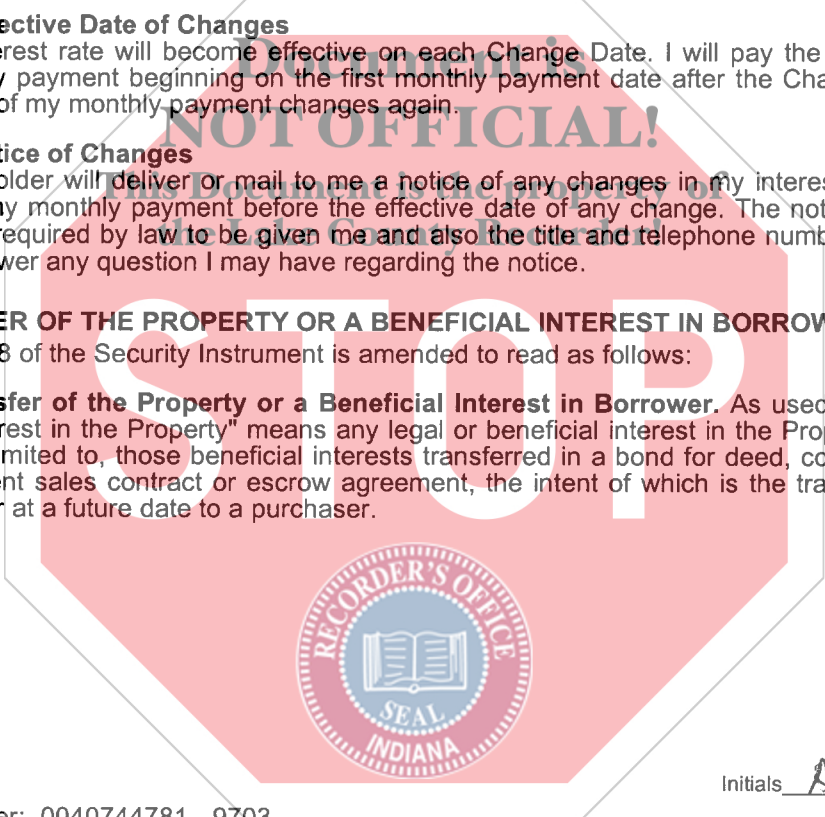 ective Date of Changes
erest rate will become effective on each Change Date. I will pay the
y payment beginning on the first monthly payment date after the Cha
of my monthly payment changes again.
tice of Changes
older will deliver or mail to me a notice of any changes in my interes
ny monthly payment before the effective date of any change. The not
required by law to be given me and also the title and telephone numb
wer any question I may have regarding the notice.
ER OF THE PROPERTY OR A BENEFICIAL INTEREST IN BORROW
8 of the Security Instrument is amended to read as follows:
sfer of the Property or a Beneficial Interest in Borrower. As used
rest in the Property" means any legal or beneficial interest in the Prop
mited to, those beneficial interests transferred in a bond for deed, co
ent sales contract or escrow agreement, the intent of which is the tra
r at a future date to a purchaser.
Document is
NOT OFFICIAL!
This Document is the property of
the Lake County Recorder!
STOP
RECORDER'S OFFICE
SEAL
INDIANA
Initials
er: 0040744781 - 9703